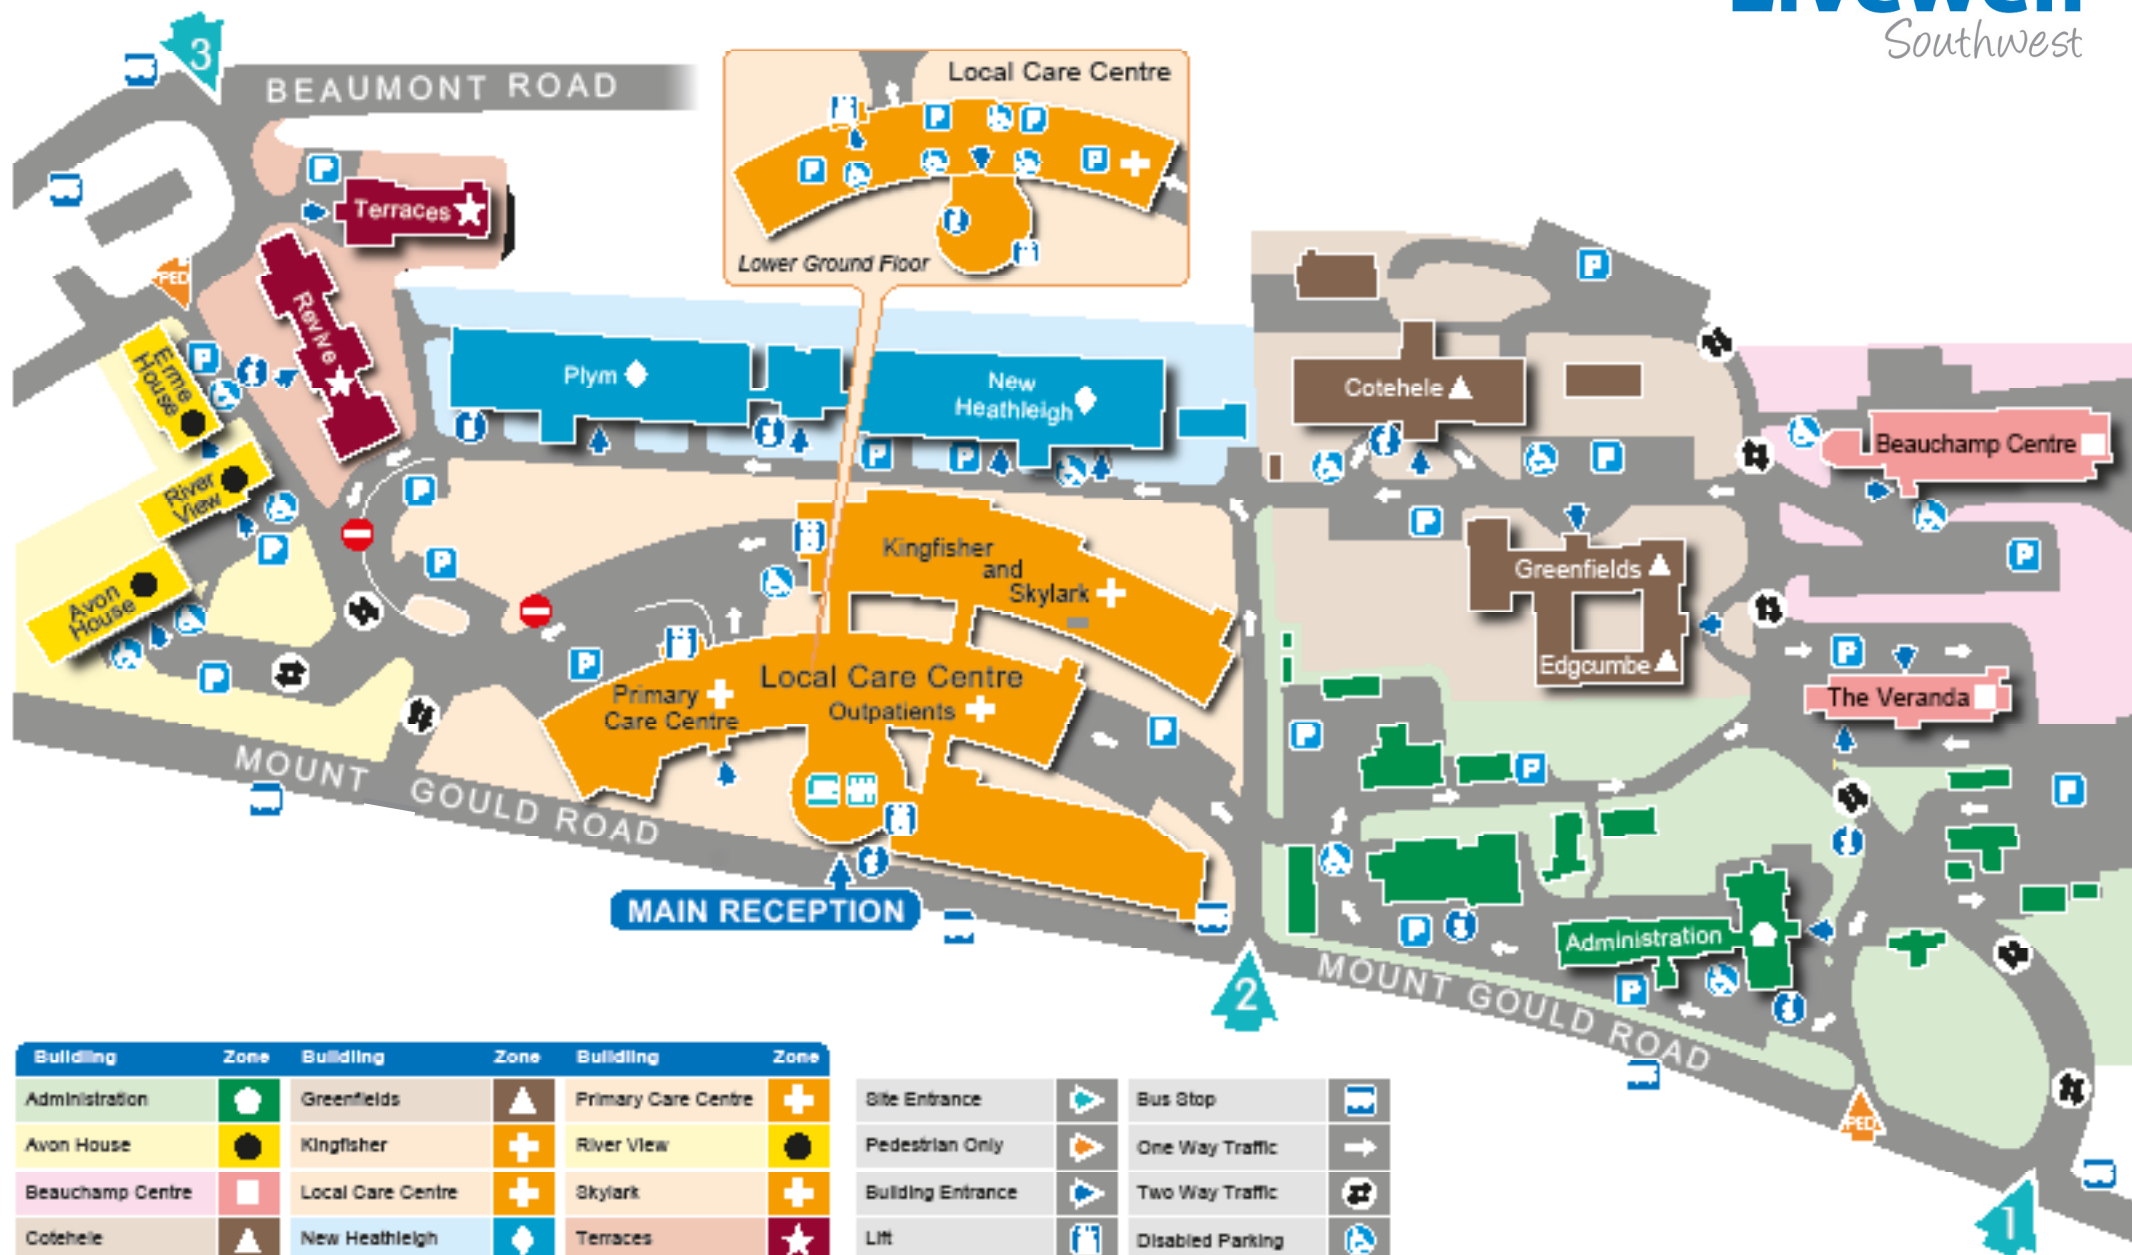 Livewell
Southwest
3
BEAUMONT ROAD
Local Care Centre
P
P
P
P
Lower Ground Floor
P
Terraces
PED
Revive
Erme
House
P
River
View
P
Avon
House
P
Plym
New
Heathleigh
P
P
P
P
Kingfisher
and
Skylark
P
Primary
Care Centre
Local Care Centre
Outpatients
P
P
Cotehele
P
P
Beauchamp Centre
P
Greenfields
Edgcumbe
P
P
The Veranda
P
P
P
P
Administration
P
MOUNT GOULD ROAD
MAIN RECEPTION
2
MOUNT GOULD ROAD
PED
1
Building Zone Building Zone Building Zone
Administration Greenfields Primary Care Centre
Avon House Kingfisher River View
Beauchamp Centre Local Care Centre Skylark
Cotehele New Heathleigh Terraces
Site Entrance Bus Stop
Pedestrian Only One Way Traffic
Building Entrance Two Way Traffic
Lift Disabled Parking